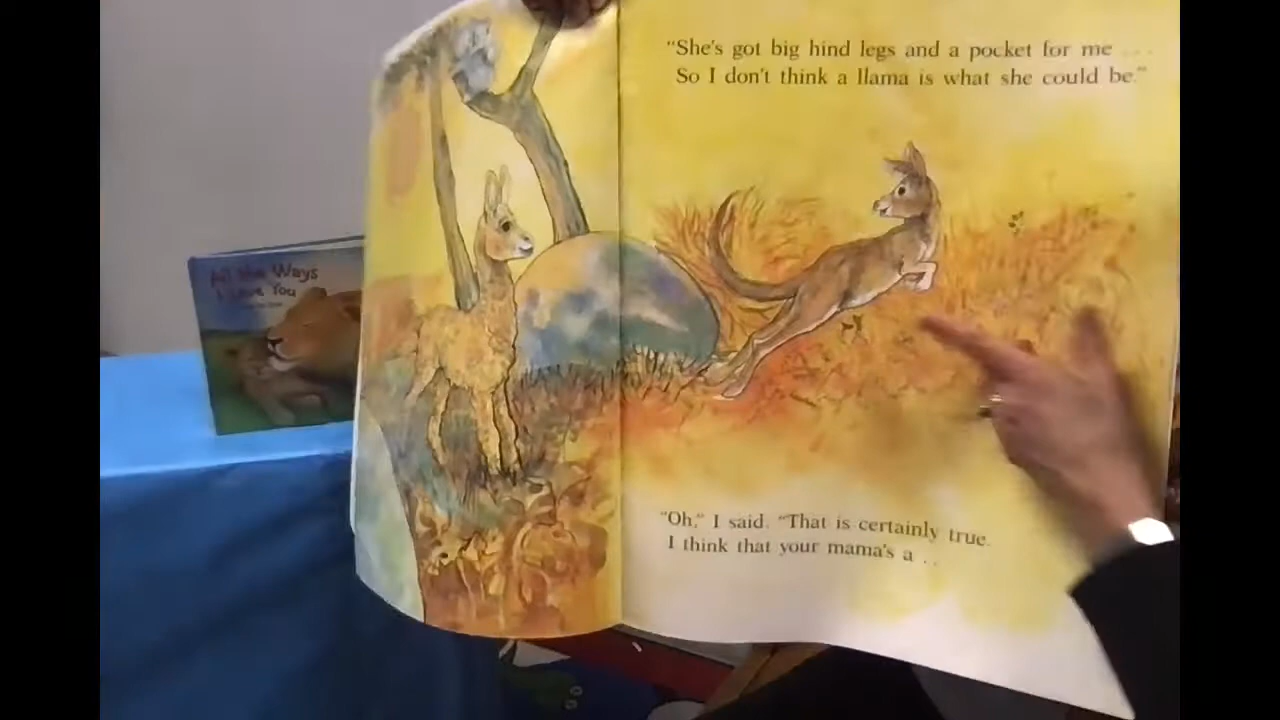 All the Ways
I Love You
"She's got big hind legs and a pocket for me . . .
So I don't think a llama is what she could be."
"Oh," I said. "That is certainly true.
I think that your mama's a . .